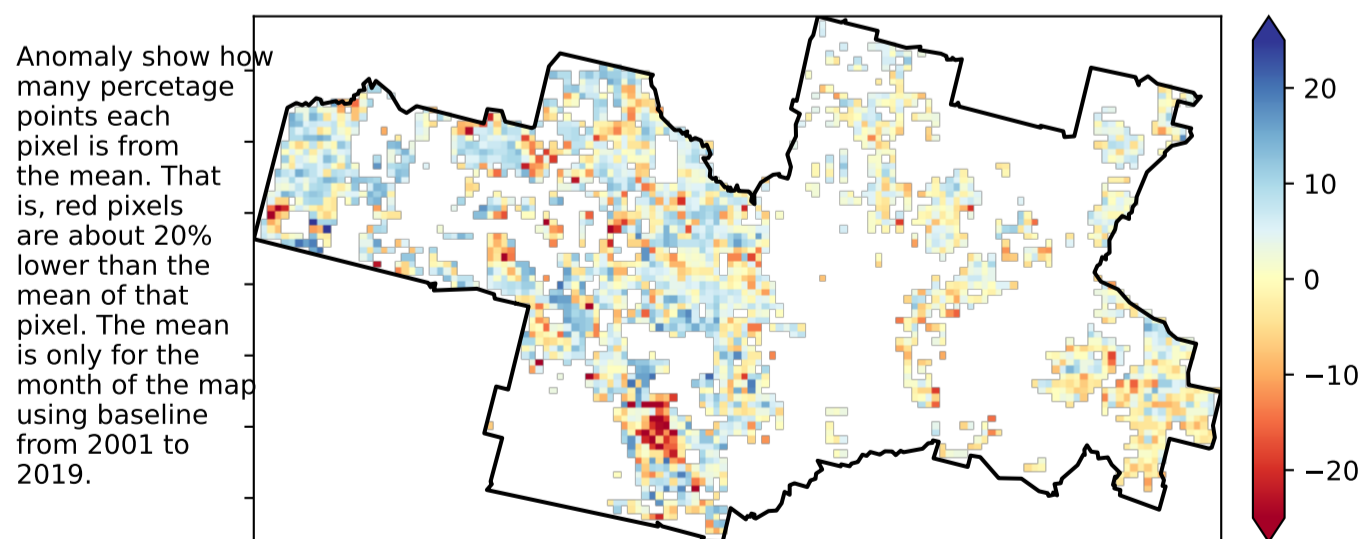 Anomaly show how
many percetage
points each
pixel is from
the mean. That
is, red pixels
are about 20%
lower than the
mean of that
pixel. The mean
is only for the
month of the map
using baseline
from 2001 to
2019.
20
10
0
−10
−20